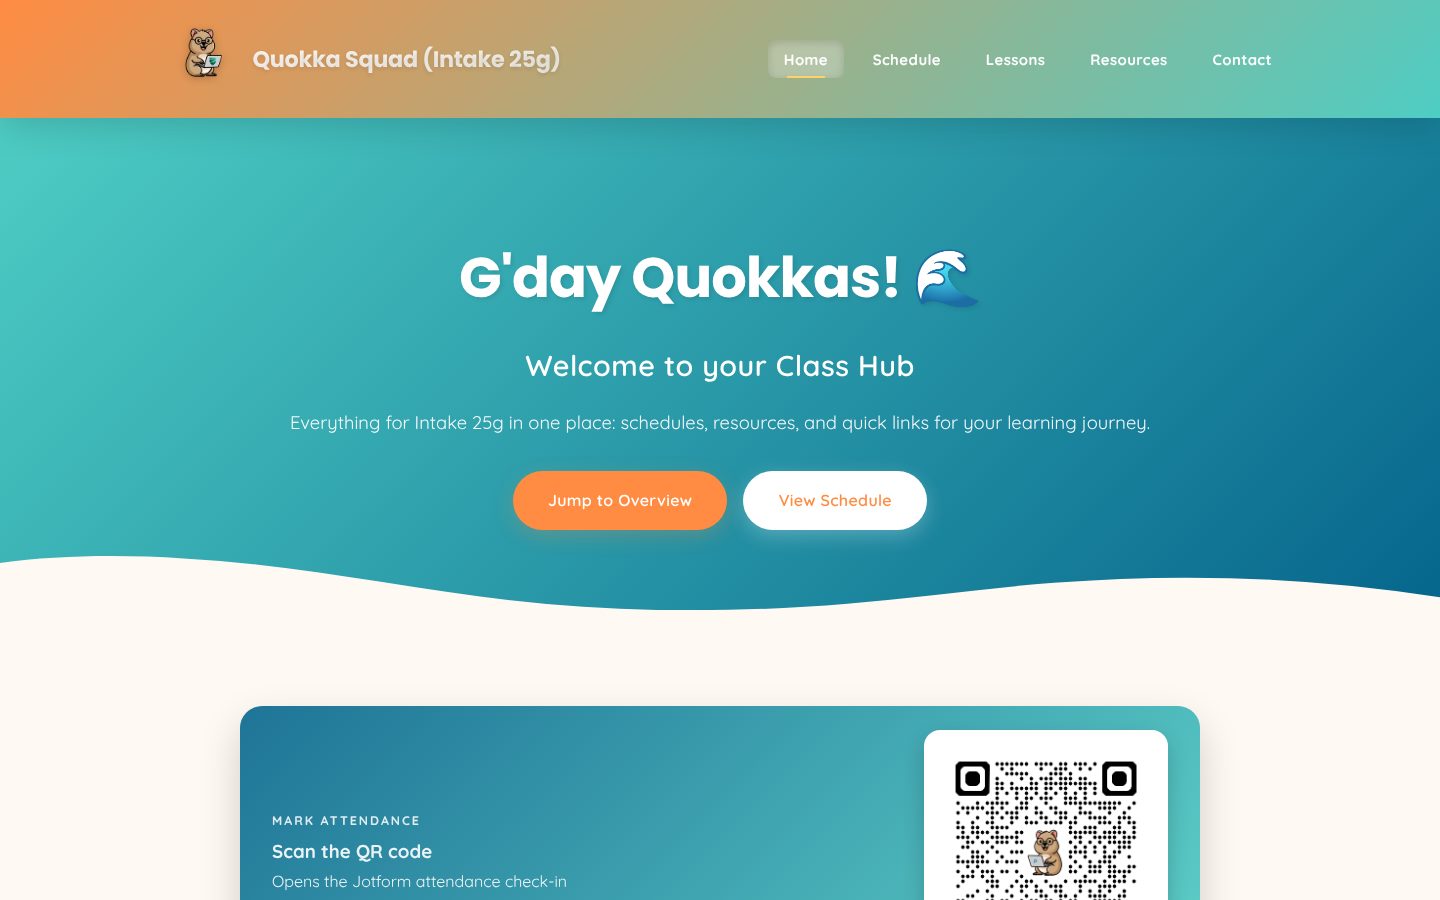 Quokka Squad (Intake 25g)
Home
Schedule
Lessons
Resources
Contact
G'day Quokkas! 🌊
Welcome to your Class Hub
Everything for Intake 25g in one place: schedules, resources, and quick links for your learning journey.
Jump to Overview
View Schedule
MARK ATTENDANCE
Scan the QR code
Opens the Jotform attendance check-in